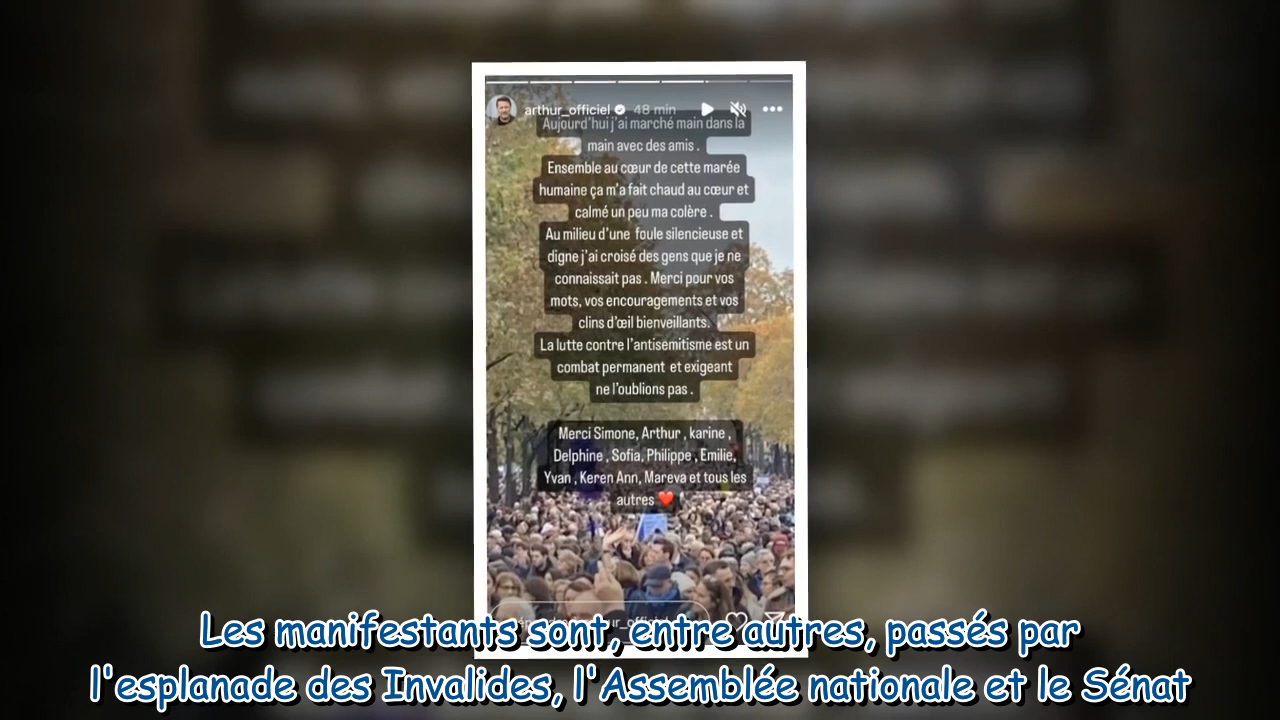 arthur_officiel 48 min
Aujourd'hui j'ai marché main dans la
main avec des amis .
Ensemble au cœur de cette marée
humaine ça m'a fait chaud au cœur et
calmé un peu ma colère .
Au milieu d'une foule silencieuse et
digne j'ai croisé des gens que je ne
connaissait pas . Merci pour vos
mots, vos encouragements et vos
clins d'œil bienveillants.
La lutte contre l'antisemitisme est un
combat permanent et exigeant
ne l'oublions pas .
Merci Simone, Arthur , karine ,
Delphine , Sofia, Philippe , Emilie,
Yvan , Keren Ann, Mareva et tous les
autres ❤️
Les manifestants sont, entre autres, passés par
l'esplanade des Invalides, l'Assemblée nationale et le Sénat